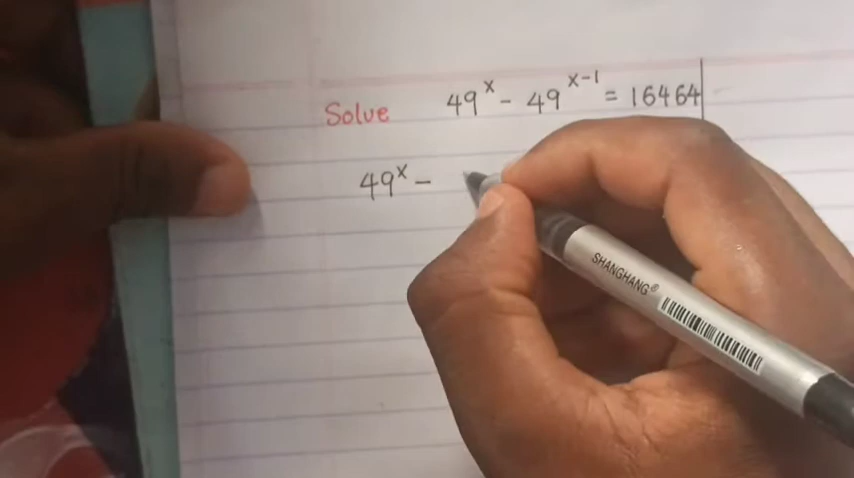 Solve 49^x - 49^(x-1) = 16464
49^x -
SHANGHANG®